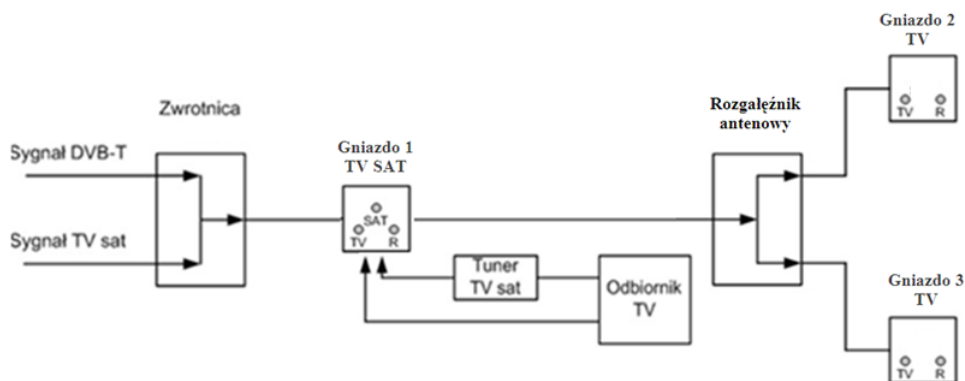 Gniazdo 2
TV
TV R
Zwrotnica
Rozgałęźnik
antenowy
Sygnał DVB-T
Gniazdo 1
TV SAT
SAT
TV R
Sygnał TV sat
Tuner
TV sat
Odbiornik
TV
Gniazdo 3
TV
TV R